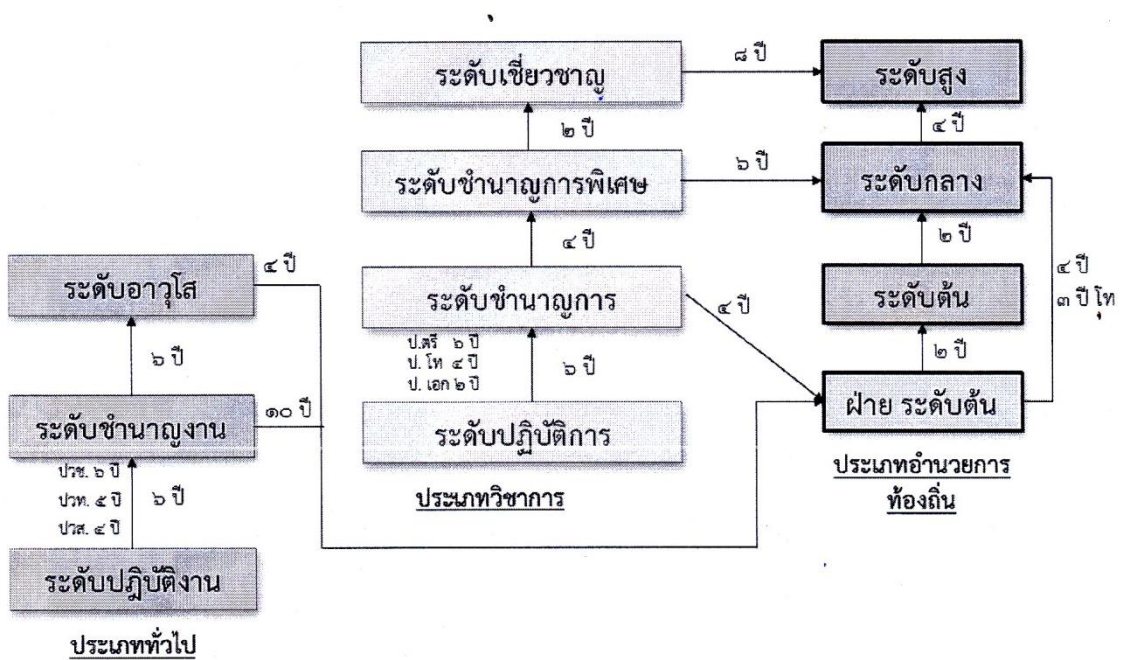 ระดับเชี่ยวชาญ
๘ ปี
ระดับสูง
๒ ปี
๔ ปี
ระดับชำนาญการพิเศษ
๖ ปี
ระดับกลาง
๔ ปี
๒ ปี
ระดับอาวุโส
๔ ปี
ระดับชำนาญการ
๔ ปี
ระดับต้น
๔ ปี
๓ ปี โท
๖ ปี
ป.ตรี ๖ ปี
ป. โท ๔ ปี
ป. เอก ๒ ปี
๖ ปี
๒ ปี
ระดับชำนาญงาน
๑๐ ปี
ระดับปฏิบัติการ
ฝ่าย ระดับต้น
ปวช. ๖ ปี
ปวท. ๕ ปี
ปวส. ๔ ปี
๖ ปี
ประเภทวิชาการ
ประเภทอำนวยการ
ท้องถิ่น
ระดับปฏิบัติงาน
ประเภททั่วไป